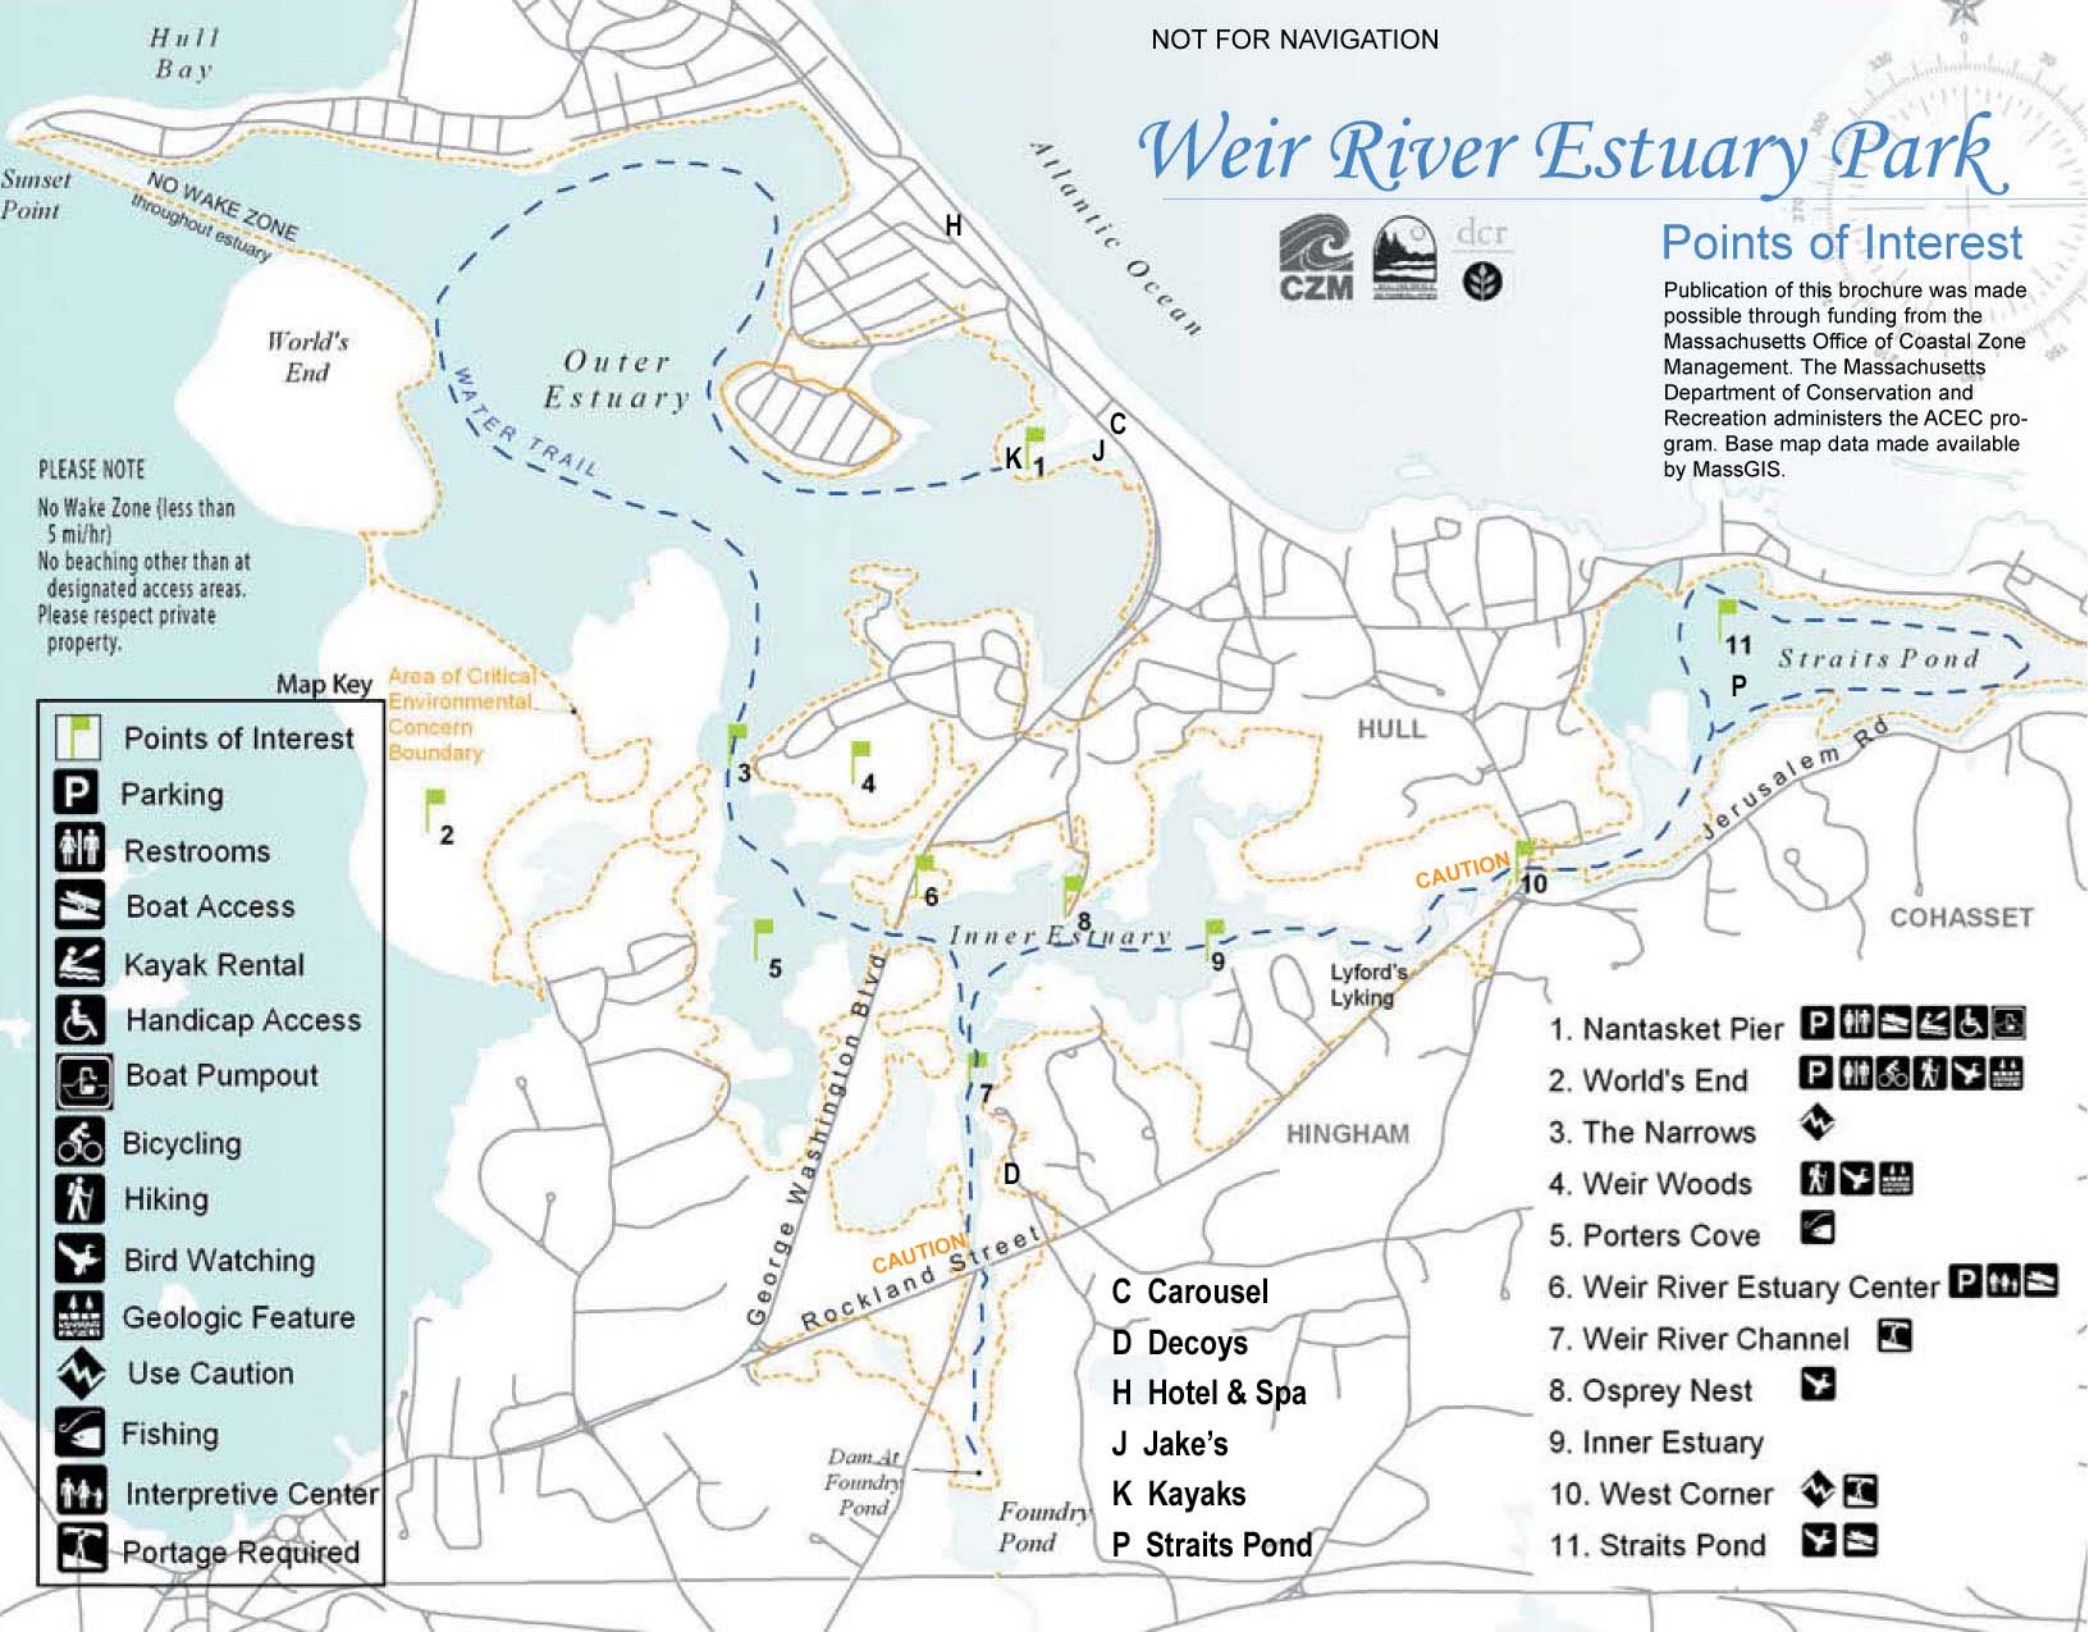 NOT FOR NAVIGATION
Weir River Estuary Park
Points of Interest
CZM
dcr
Publication of this brochure was made
possible through funding from the
Massachusetts Office of Coastal Zone
Management. The Massachusetts
Department of Conservation and
Recreation administers the ACEC pro-
gram. Base map data made available
by MassGIS.
Hull
Bay
Sunset
Point
NO WAKE ZONE
throughout estuary
World's
End
Outer
Estuary
WATER TRAIL
Atlantic Ocean
H
C
J
K
1
PLEASE NOTE
No Wake Zone (less than
5 mi/hr)
No beaching other than at
designated access areas.
Please respect private
property.
Map Key
Area of Critical
Environmental
Concern
Boundary
Points of Interest
P Parking
Restrooms
Boat Access
Kayak Rental
Handicap Access
Boat Pumpout
Bicycling
Hiking
Bird Watching
Geologic Feature
Use Caution
Fishing
Interpretive Center
Portage Required
2
3
4
5
6
7
8
9
10
11
P
D
Straits Pond
HULL
Jerusalem Rd
CAUTION
COHASSET
Inner Estuary
Lyford's
Lyking
HINGHAM
George Washington Blvd
CAUTION
Rockland Street
Dam At
Foundry
Pond
Foundry
Pond
C Carousel
D Decoys
H Hotel & Spa
J Jake's
K Kayaks
P Straits Pond
1. Nantasket Pier P
2. World's End P
3. The Narrows
4. Weir Woods
5. Porters Cove
6. Weir River Estuary Center P
7. Weir River Channel
8. Osprey Nest
9. Inner Estuary
10. West Corner
11. Straits Pond